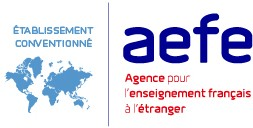 ÉTABLISSEMENT
CONVENTIONNÉ
aefe
Agence pour
l'enseignement français
à l'étranger